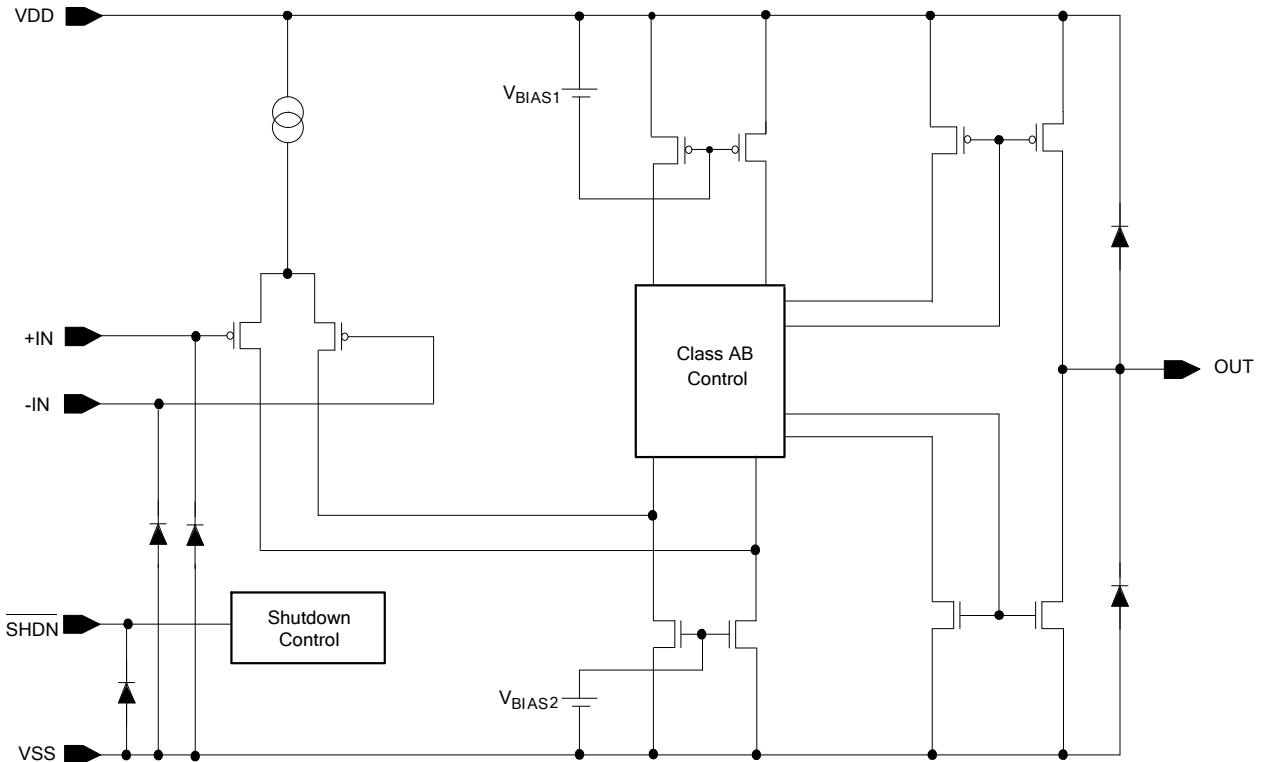 VDD
VBIAS1
+IN
-IN
Class AB
Control
OUT
SHDN
Shutdown
Control
VBIAS2
VSS